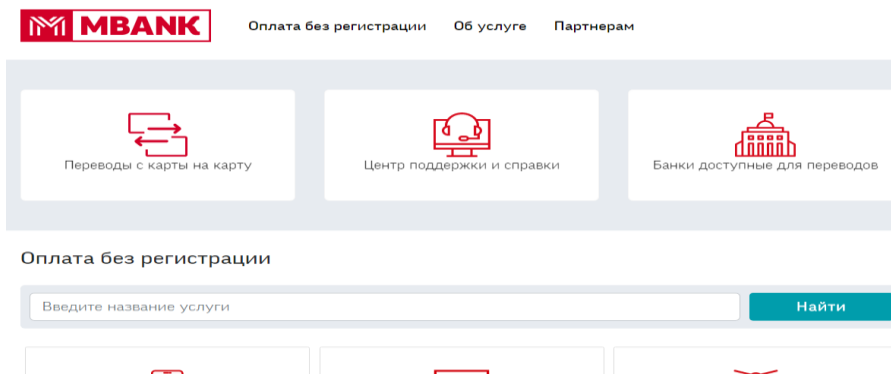 MBANK
Оплата без регистрации Об услуге Партнерам
Переводы с карты на карту
Центр поддержки и справки
Банки доступные для переводов
Оплата без регистрации
Введите название услуги
Найти